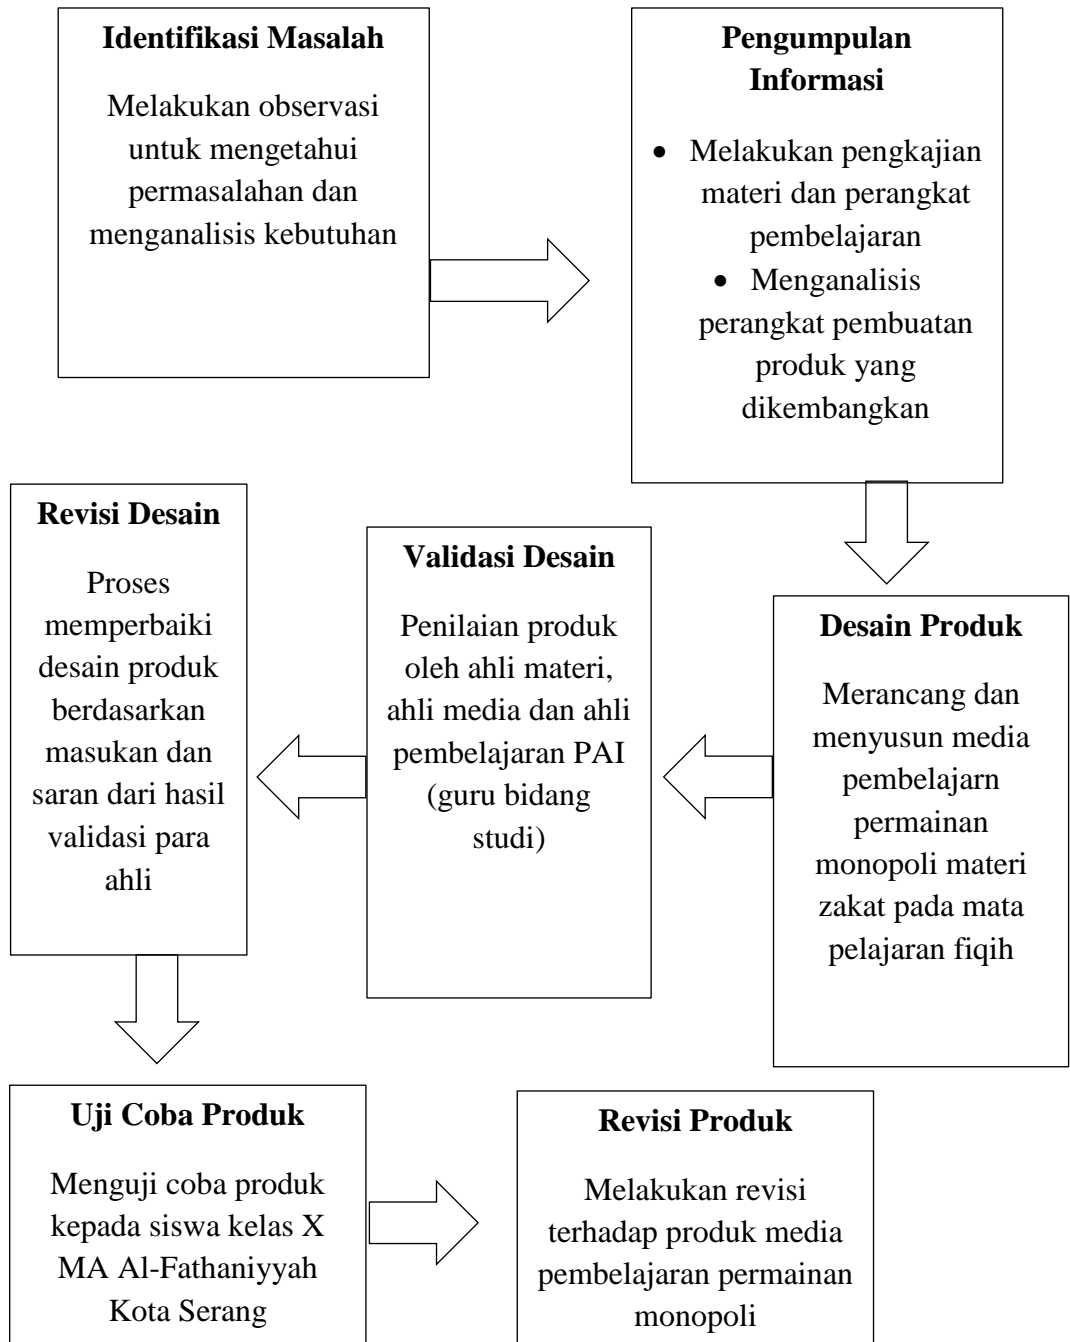 Identifikasi Masalah
Melakukan observasi
untuk mengetahui
permasalahan dan
menganalisis kebutuhan
Pengumpulan
Informasi
• Melakukan pengkajian
materi dan perangkat
pembelajaran
• Menganalisis
perangkat pembuatan
produk yang
dikembangkan
Desain Produk
Merancang dan
menyusun media
pembelajarn
permainan
monopoli materi
zakat pada mata
pelajaran fiqih
Validasi Desain
Penilaian produk
oleh ahli materi,
ahli media dan ahli
pembelajaran PAI
(guru bidang
studi)
Revisi Desain
Proses
memperbaiki
desain produk
berdasarkan
masukan dan
saran dari hasil
validasi para
ahli
Uji Coba Produk
Menguji coba produk
kepada siswa kelas X
MA Al-Fathaniyyah
Kota Serang
Revisi Produk
Melakukan revisi
terhadap produk media
pembelajaran permainan
monopoli